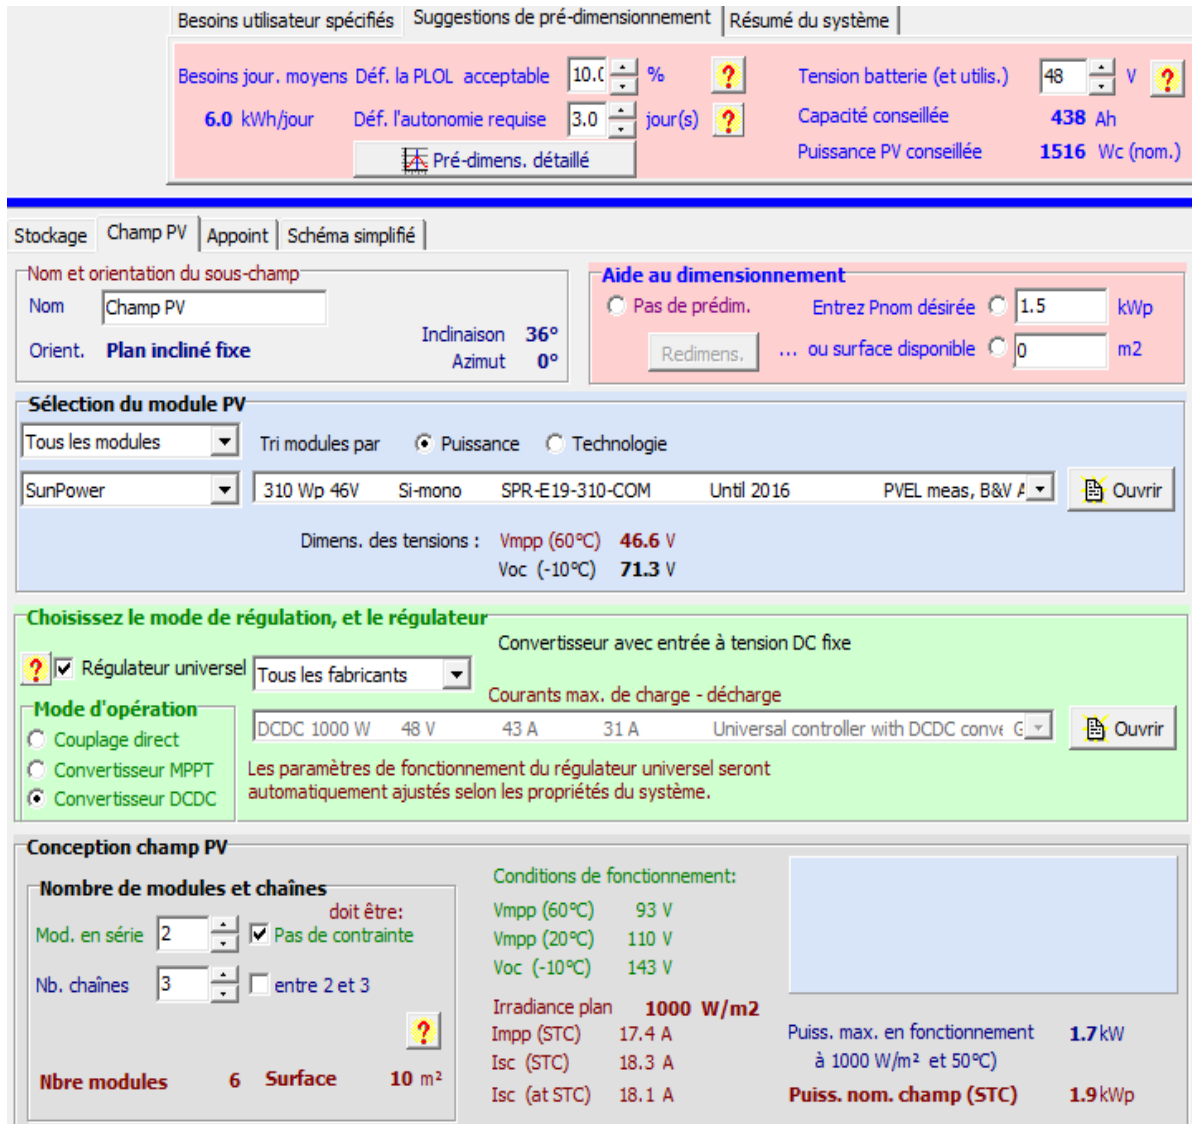 Besoins utilisateur spécifiés Suggestions de pré-dimensionnement Résumé du système
Besoins jour. moyens Déf. la PLOL acceptable 10.0 % ? Tension batterie (et utilis.) 48 V ?
6.0 kWh/jour Déf. l'autonomie requise 3.0 jour(s) ? Capacité conseillée 438 Ah
Pré-dimens. détaillé Puissance PV conseillée 1516 Wc (nom.)
Stockage Champ PV Appoint Schéma simplifié
Nom et orientation du sous-champ Aide au dimensionnement
Nom Champ PV Pas de prédim. Entrez Pnom désirée 1.5 kWp
Orient. Plan incliné fixe Inclinaison 36°
Azimut 0° Redimens. ... ou surface disponible 0 m2
Sélection du module PV
Tous les modules Tri modules par Puissance Technologie
SunPower 310 Wp 46V Si-mono SPR-E19-310-COM Until 2016 PVEL meas, B&V Ouvrir
Dimens. des tensions : Vmpp (60°C) 46.6 V
Voc (-10°C) 71.3 V
Choisissez le mode de régulation, et le régulateur
Convertisseur avec entrée à tension DC fixe
? Régulateur universel Tous les fabricants
Courants max. de charge - décharge
Mode d'opération
DCDC 1000 W 48 V 43 A 31 A Universal controller with DCDC conve G Ouvrir
Couplage direct
Convertisseur MPPT
Convertisseur DCDC
Les paramètres de fonctionnement du régulateur universel seront
automatiquement ajustés selon les propriétés du système.
Conception champ PV
Nombre de modules et chaînes
doit être:
Mod. en série 2 Pas de contrainte
Nb. chaînes 3 entre 2 et 3
?
Nbre modules 6 Surface 10 m²
Conditions de fonctionnement:
Vmpp (60°C) 93 V
Vmpp (20°C) 110 V
Voc (-10°C) 143 V
Irradiance plan 1000 W/m2
Impp (STC) 17.4 A
Isc (STC) 18.3 A
Isc (at STC) 18.1 A
Puiss. max. en fonctionnement 1.7 kW
à 1000 W/m² et 50°C)
Puiss. nom. champ (STC) 1.9 kWp